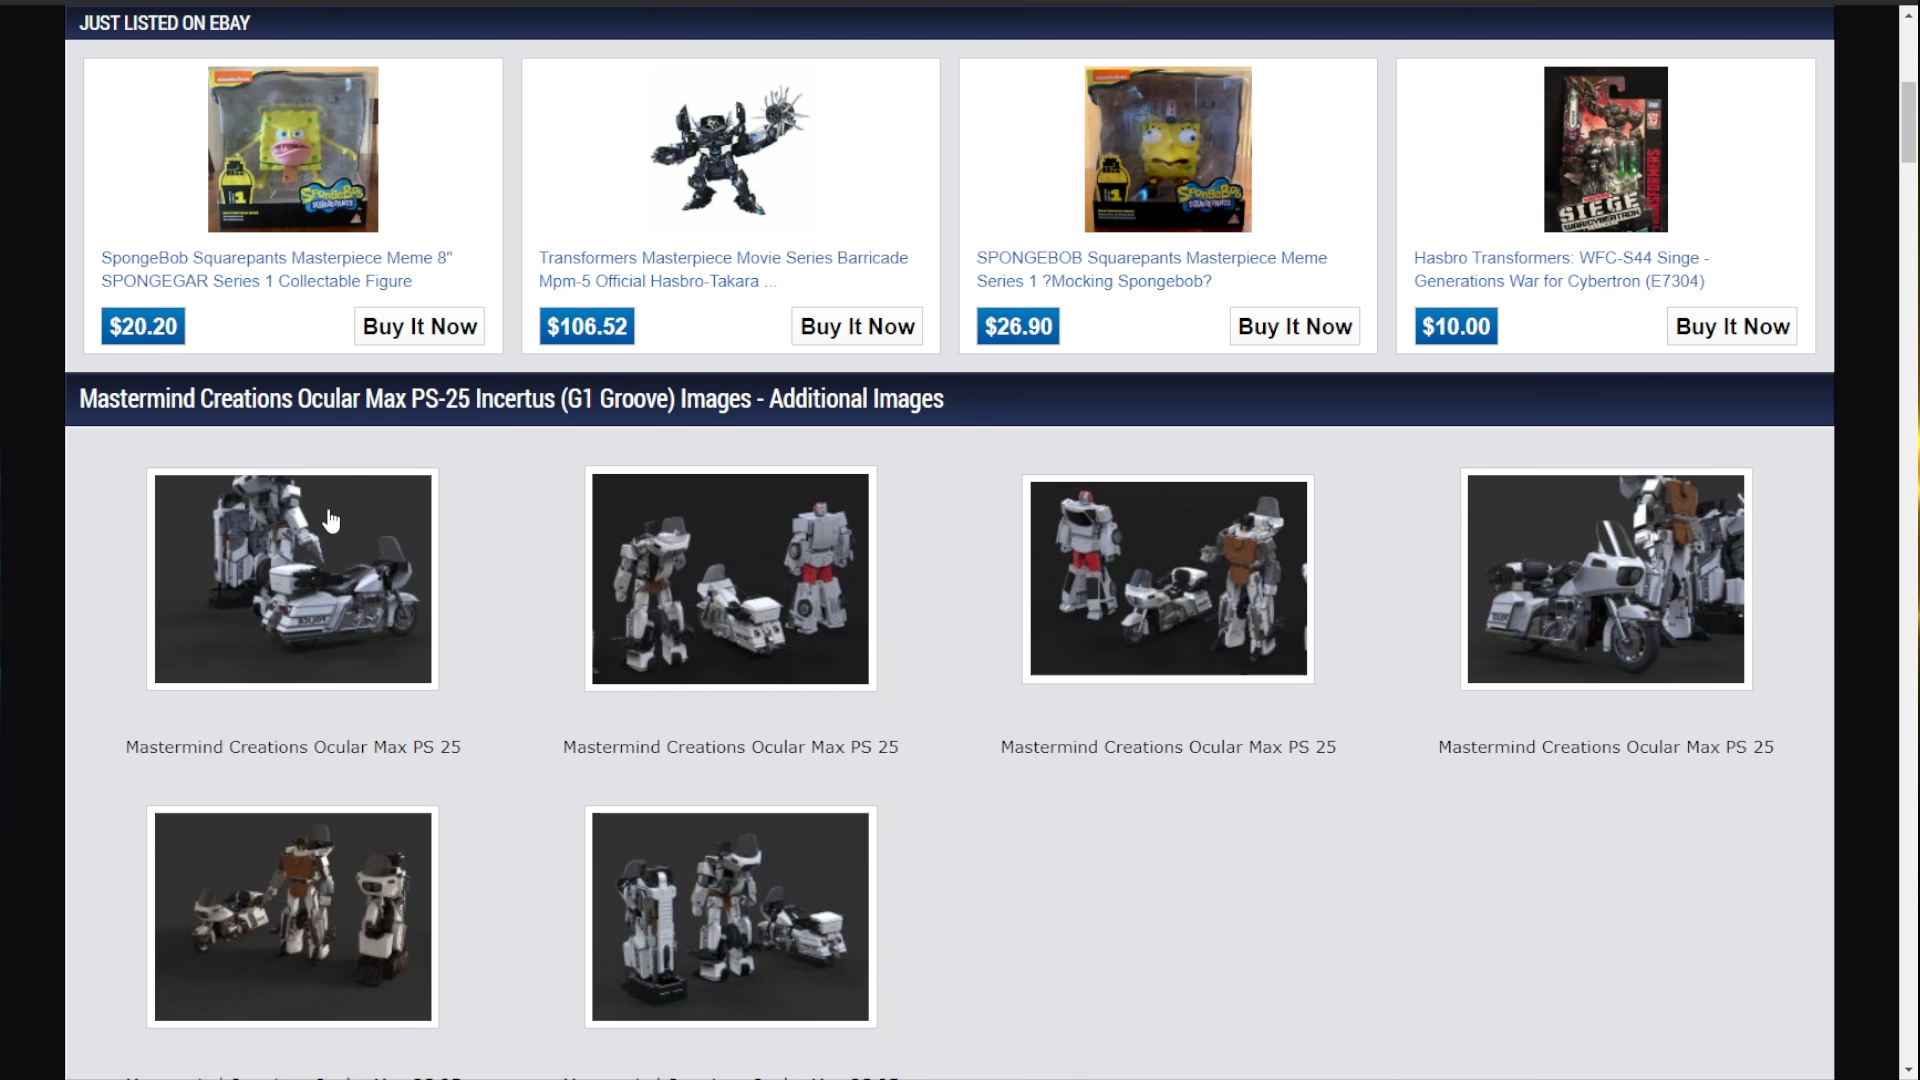 JUST LISTED ON EBAY
SpongeBob Squarepants Masterpiece Meme 8"
SPONGEGAR Series 1 Collectable Figure
$20.20
Buy It Now
Transformers Masterpiece Movie Series Barricade
Mpm-5 Official Hasbro-Takara ...
$106.52
Buy It Now
SPONGEBOB Squarepants Masterpiece Meme
Series 1 ?Mocking Spongebob?
$26.90
Buy It Now
SIEGE
TRANSFORMERS
Hasbro Transformers: WFC-S44 Singe -
Generations War for Cybertron (E7304)
$10.00
Buy It Now
Mastermind Creations Ocular Max PS-25 Incertus (G1 Groove) Images - Additional Images
Mastermind Creations Ocular Max PS 25
Mastermind Creations Ocular Max PS 25
Mastermind Creations Ocular Max PS 25
Mastermind Creations Ocular Max PS 25